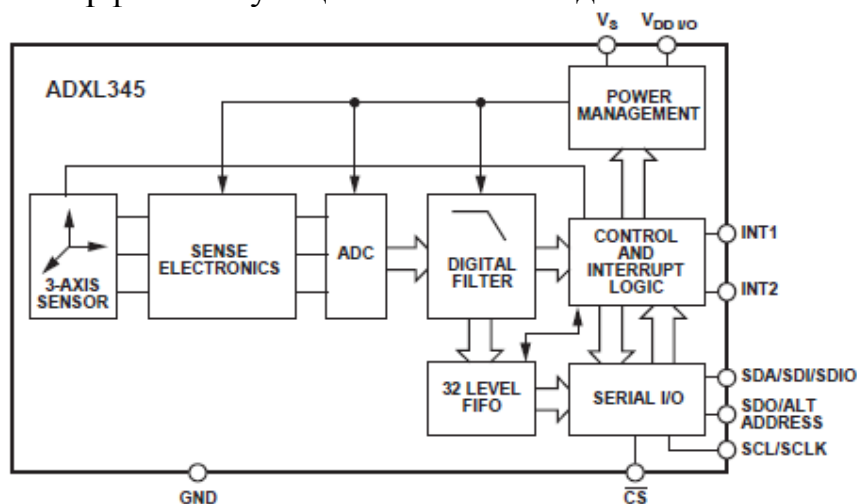 V_S V_DD I/O
ADXL345
POWER
MANAGEMENT
3-AXIS
SENSOR
SENSE
ELECTRONICS
ADC
DIGITAL
FILTER
CONTROL
AND
INTERRUPT
LOGIC
INT1
INT2
32 LEVEL
FIFO
SERIAL I/O
SDA/SDI/SDIO
SDO/ALT
ADDRESS
SCL/SCLK
GND
CS